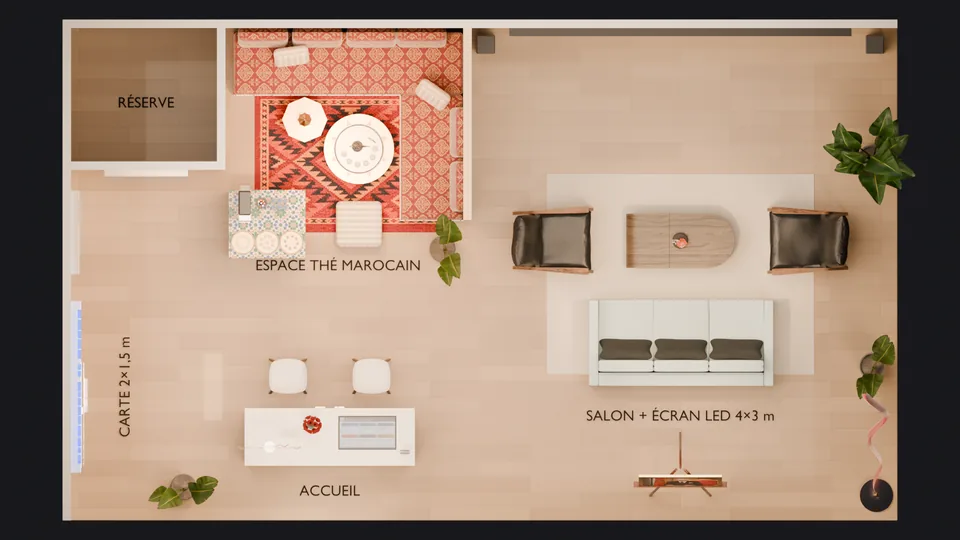 RÉSERVE
ESPACE THÉ MAROCAIN
CARTE 2×1,5 m
SALON + ÉCRAN LED 4×3 m
ACCUEIL